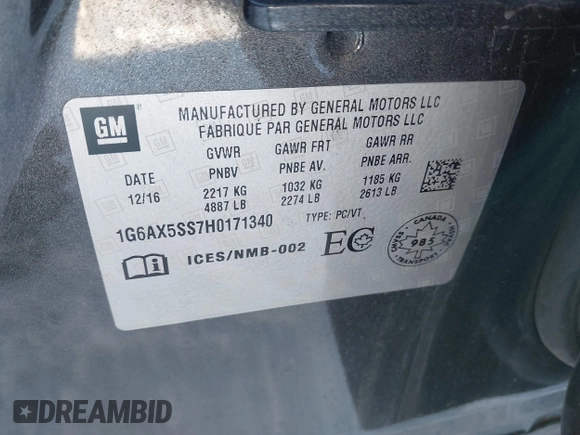 GM
MANUFACTURED BY GENERAL MOTORS LLC
FABRIQUÉ PAR GENERAL MOTORS LLC
GVWR GAWR FRT GAWR RR
PNBV PNBE AV. PNBE ARR.
12/16 2217 KG 1032 KG 1185 KG
4887 LB 2274 LB 2613 LB
1G6AX5SS7H0171340 TYPE: PC/VT
ICES/NMB-002 EC
CANADA
985
TRANSPORT
DREAMBID